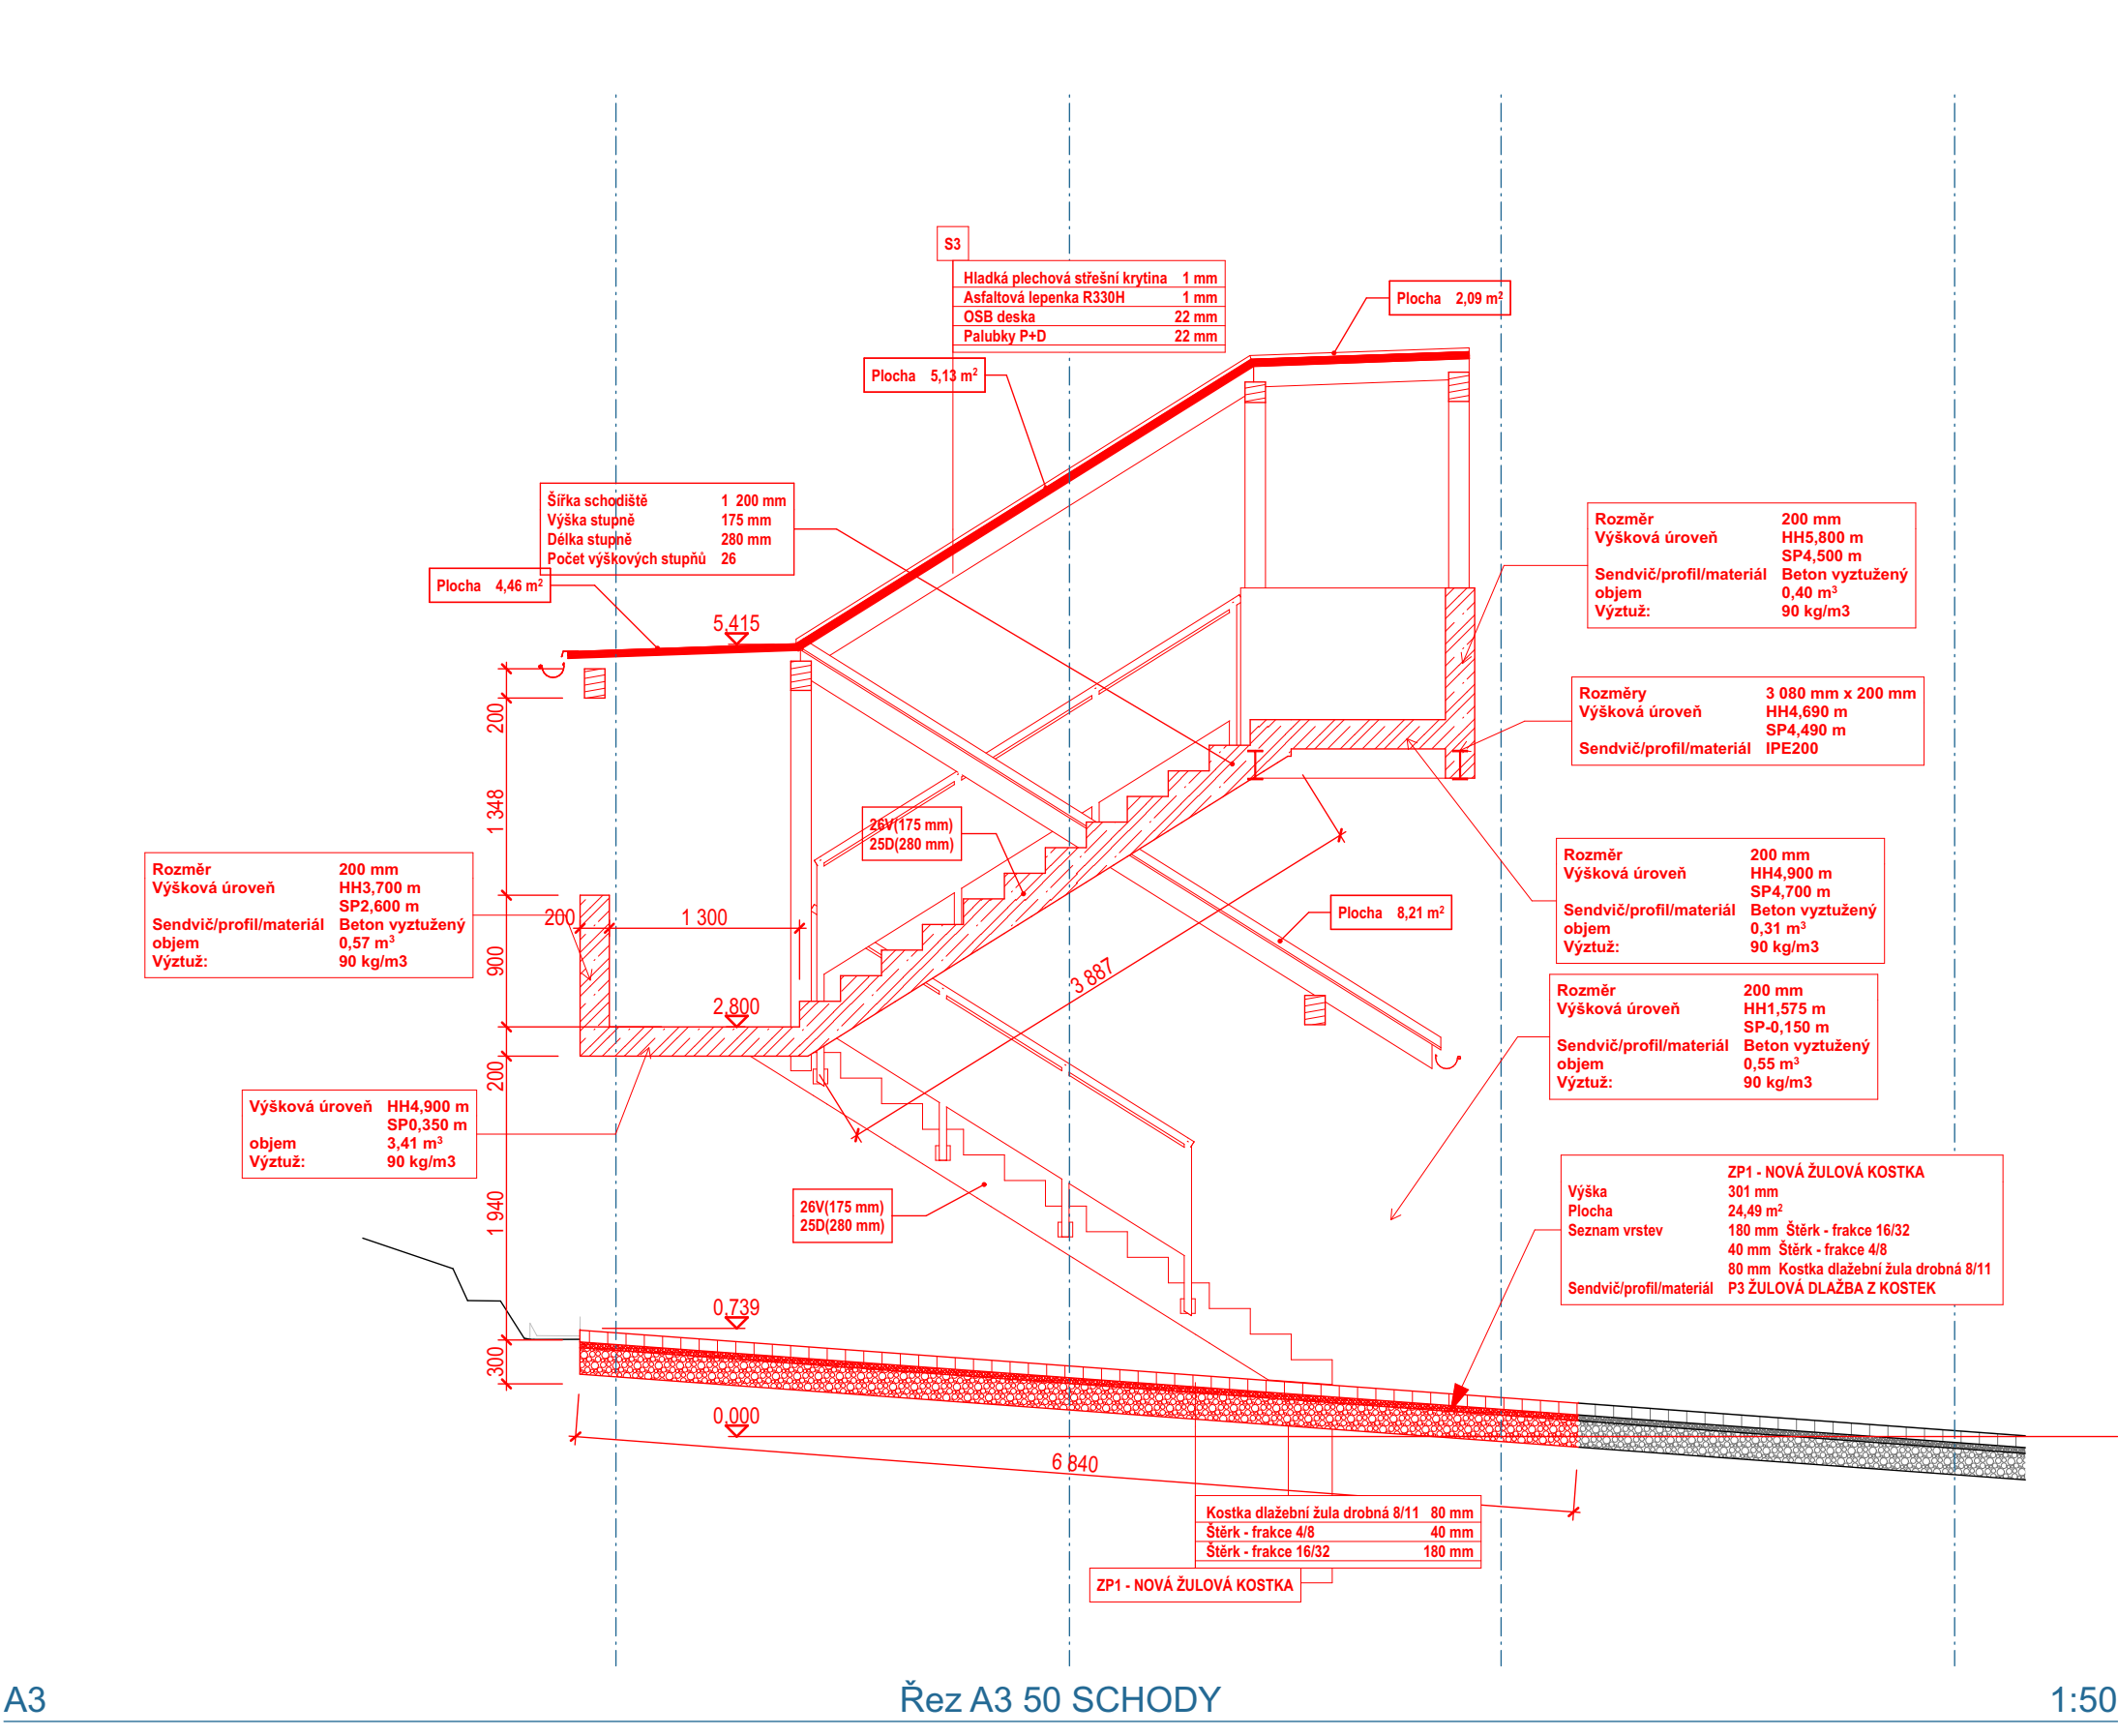 S3
Hladká plechová střešní krytina 1 mm
Asfaltová lepenka R330H 1 mm
OSB deska 22 mm
Palubky P+D 22 mm
Plocha 2,09 m²
Plocha 5,13 m²
Šířka schodiště 1 200 mm
Výška stupně 175 mm
Délka stupně 280 mm
Počet výškových stupňů 26
Plocha 4,46 m²
5,415
Rozměr 200 mm
Výšková úroveň HH5,800 m
SP4,500 m
Sendvič/profil/materiál Beton vyztužený
objem 0,40 m³
Výztuž: 90 kg/m3
Rozměry 3 080 mm x 200 mm
Výšková úroveň HH4,690 m
SP4,490 m
Sendvič/profil/materiál IPE200
200
1 348
26V(175 mm)
25D(280 mm)
Rozměr 200 mm
Výšková úroveň HH3,700 m
SP2,600 m
Sendvič/profil/materiál Beton vyztužený
objem 0,57 m³
Výztuž: 90 kg/m3
200
1 300
900
Rozměr 200 mm
Výšková úroveň HH4,900 m
SP4,700 m
Sendvič/profil/materiál Beton vyztužený
objem 0,31 m³
Výztuž: 90 kg/m3
Plocha 8,21 m²
3 887
2,800
Rozměr 200 mm
Výšková úroveň HH1,575 m
SP-0,150 m
Sendvič/profil/materiál Beton vyztužený
objem 0,55 m³
Výztuž: 90 kg/m3
200
Výšková úroveň HH4,900 m
SP0,350 m
objem 3,41 m³
Výztuž: 90 kg/m3
1 940
26V(175 mm)
25D(280 mm)
ZP1 - NOVÁ ŽULOVÁ KOSTKA
Výška 301 mm
Plocha 24,49 m²
Seznam vrstev 180 mm Štěrk - frakce 16/32
40 mm Štěrk - frakce 4/8
80 mm Kostka dlažební žula drobná 8/11
Sendvič/profil/materiál P3 ŽULOVÁ DLAŽBA Z KOSTEK
0,739
300
0,000
6 840
Kostka dlažební žula drobná 8/11 80 mm
Štěrk - frakce 4/8 40 mm
Štěrk - frakce 16/32 180 mm
ZP1 - NOVÁ ŽULOVÁ KOSTKA
A3 Řez A3 50 SCHODY 1:50